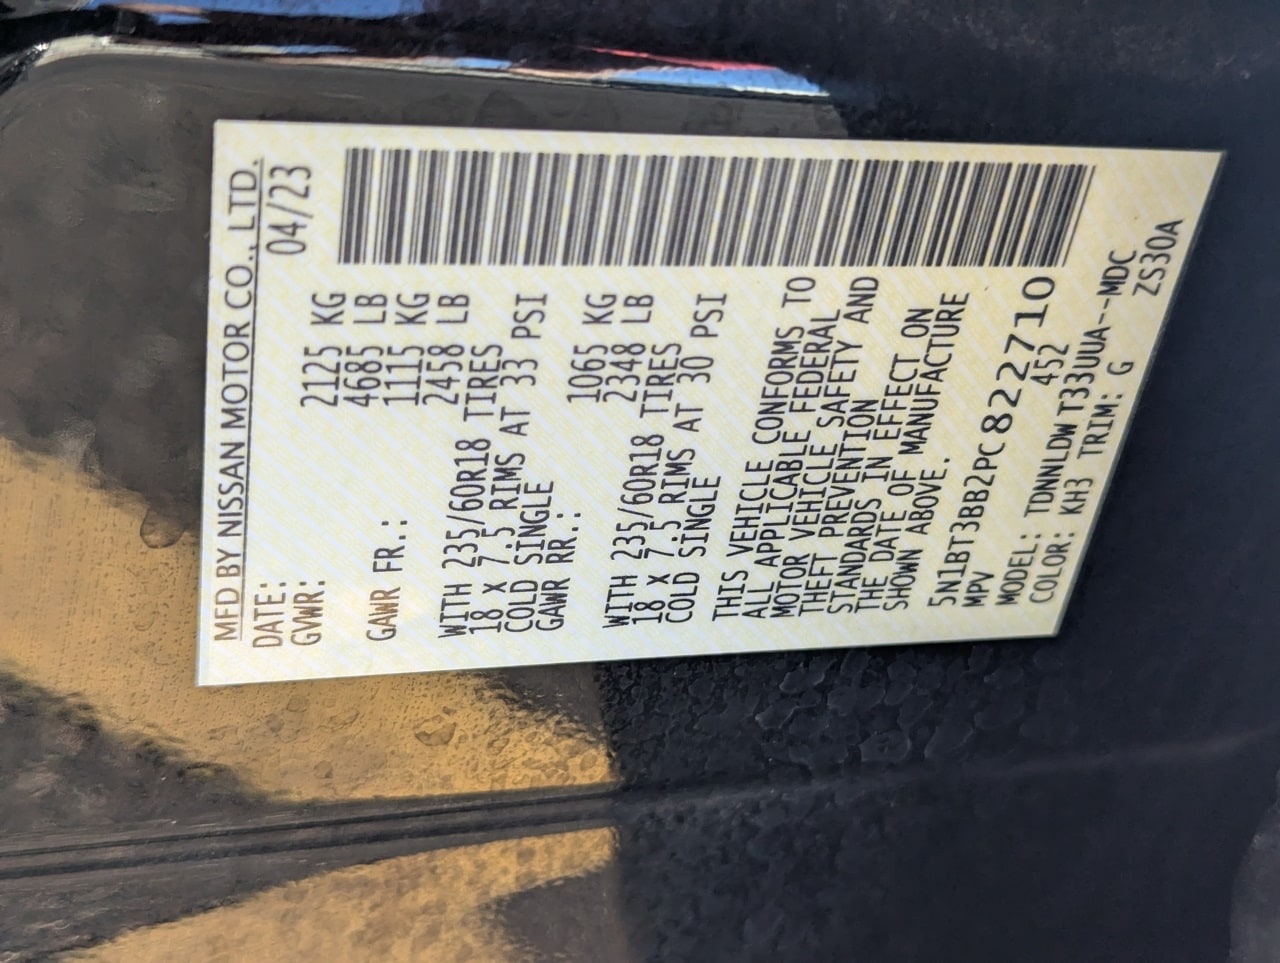 MFD BY NISSAN MOTOR CO., LTD.
DATE: 04/23
GVWR: 2125 KG
4685 LB
GAWR FR.: 1115 KG
2458 LB
WITH 235/60R18 TIRES
18 X 7.5 RIMS AT 33 PSI
COLD SINGLE
GAWR RR.: 1065 KG
2348 LB
WITH 235/60R18 TIRES
18 X 7.5 RIMS AT 30 PSI
COLD SINGLE
THIS VEHICLE CONFORMS TO
ALL APPLICABLE FEDERAL
MOTOR VEHICLE SAFETY AND
THEFT PREVENTION
STANDARDS IN EFFECT ON
THE DATE OF MANUFACTURE
SHOWN ABOVE.
5N1BT3BB2PC822710
MPV 452
MODEL: TDNNLDWT33UUA--MDC
COLOR: KH3 TRIM: G ZS30A